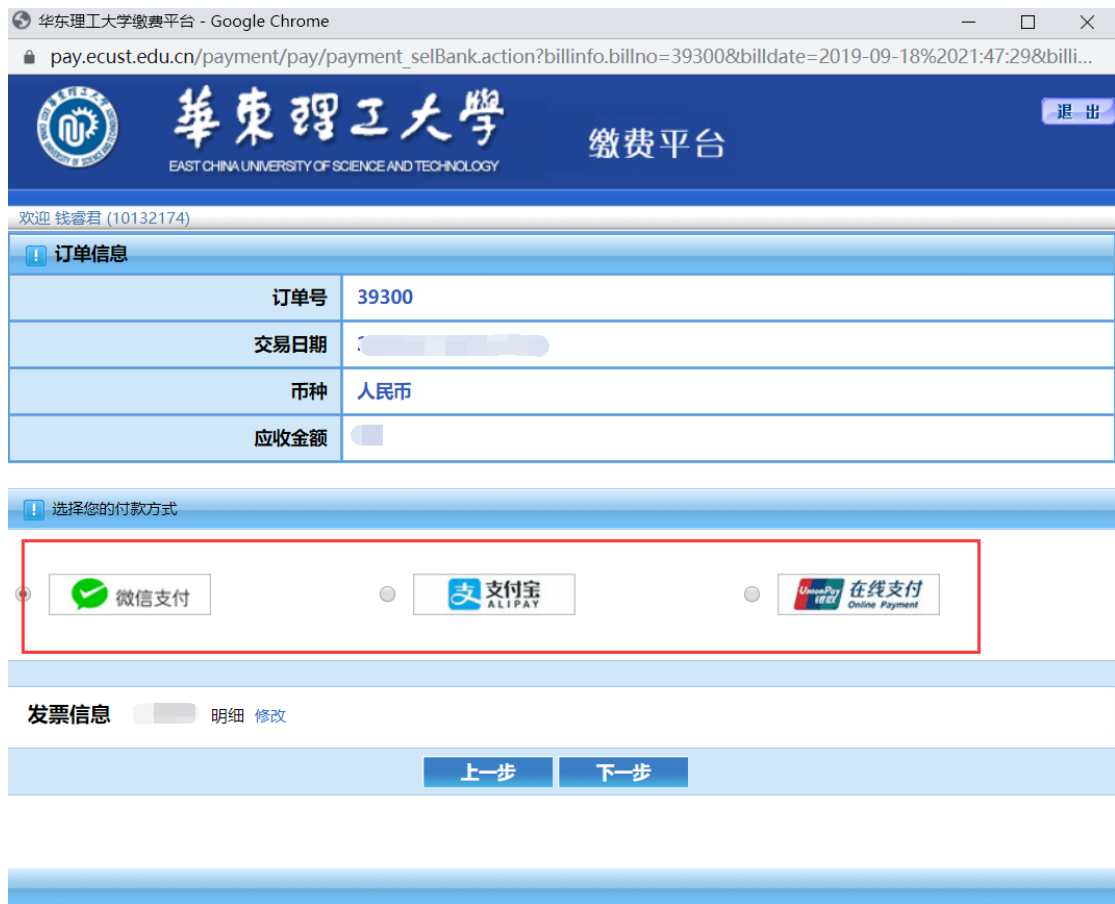 华东理工大学缴费平台 - Google Chrome
pay.ecust.edu.cn/payment/pay/payment_selBank.action?billinfo.billno=39300&billdate=2019-09-18%2021:47:29&billi...
華東理工大學
EAST CHINA UNIVERSITY OF SCIENCE AND TECHNOLOGY
缴费平台
退 出
欢迎 钱睿君 (10132174)
订单信息
订单号 39300
交易日期
币种 人民币
应收金额
选择您的付款方式
微信支付
支付宝
ALIPAY
UnionPay
银联
在线支付
Online Payment
发票信息 明细 修改
上一步 下一步